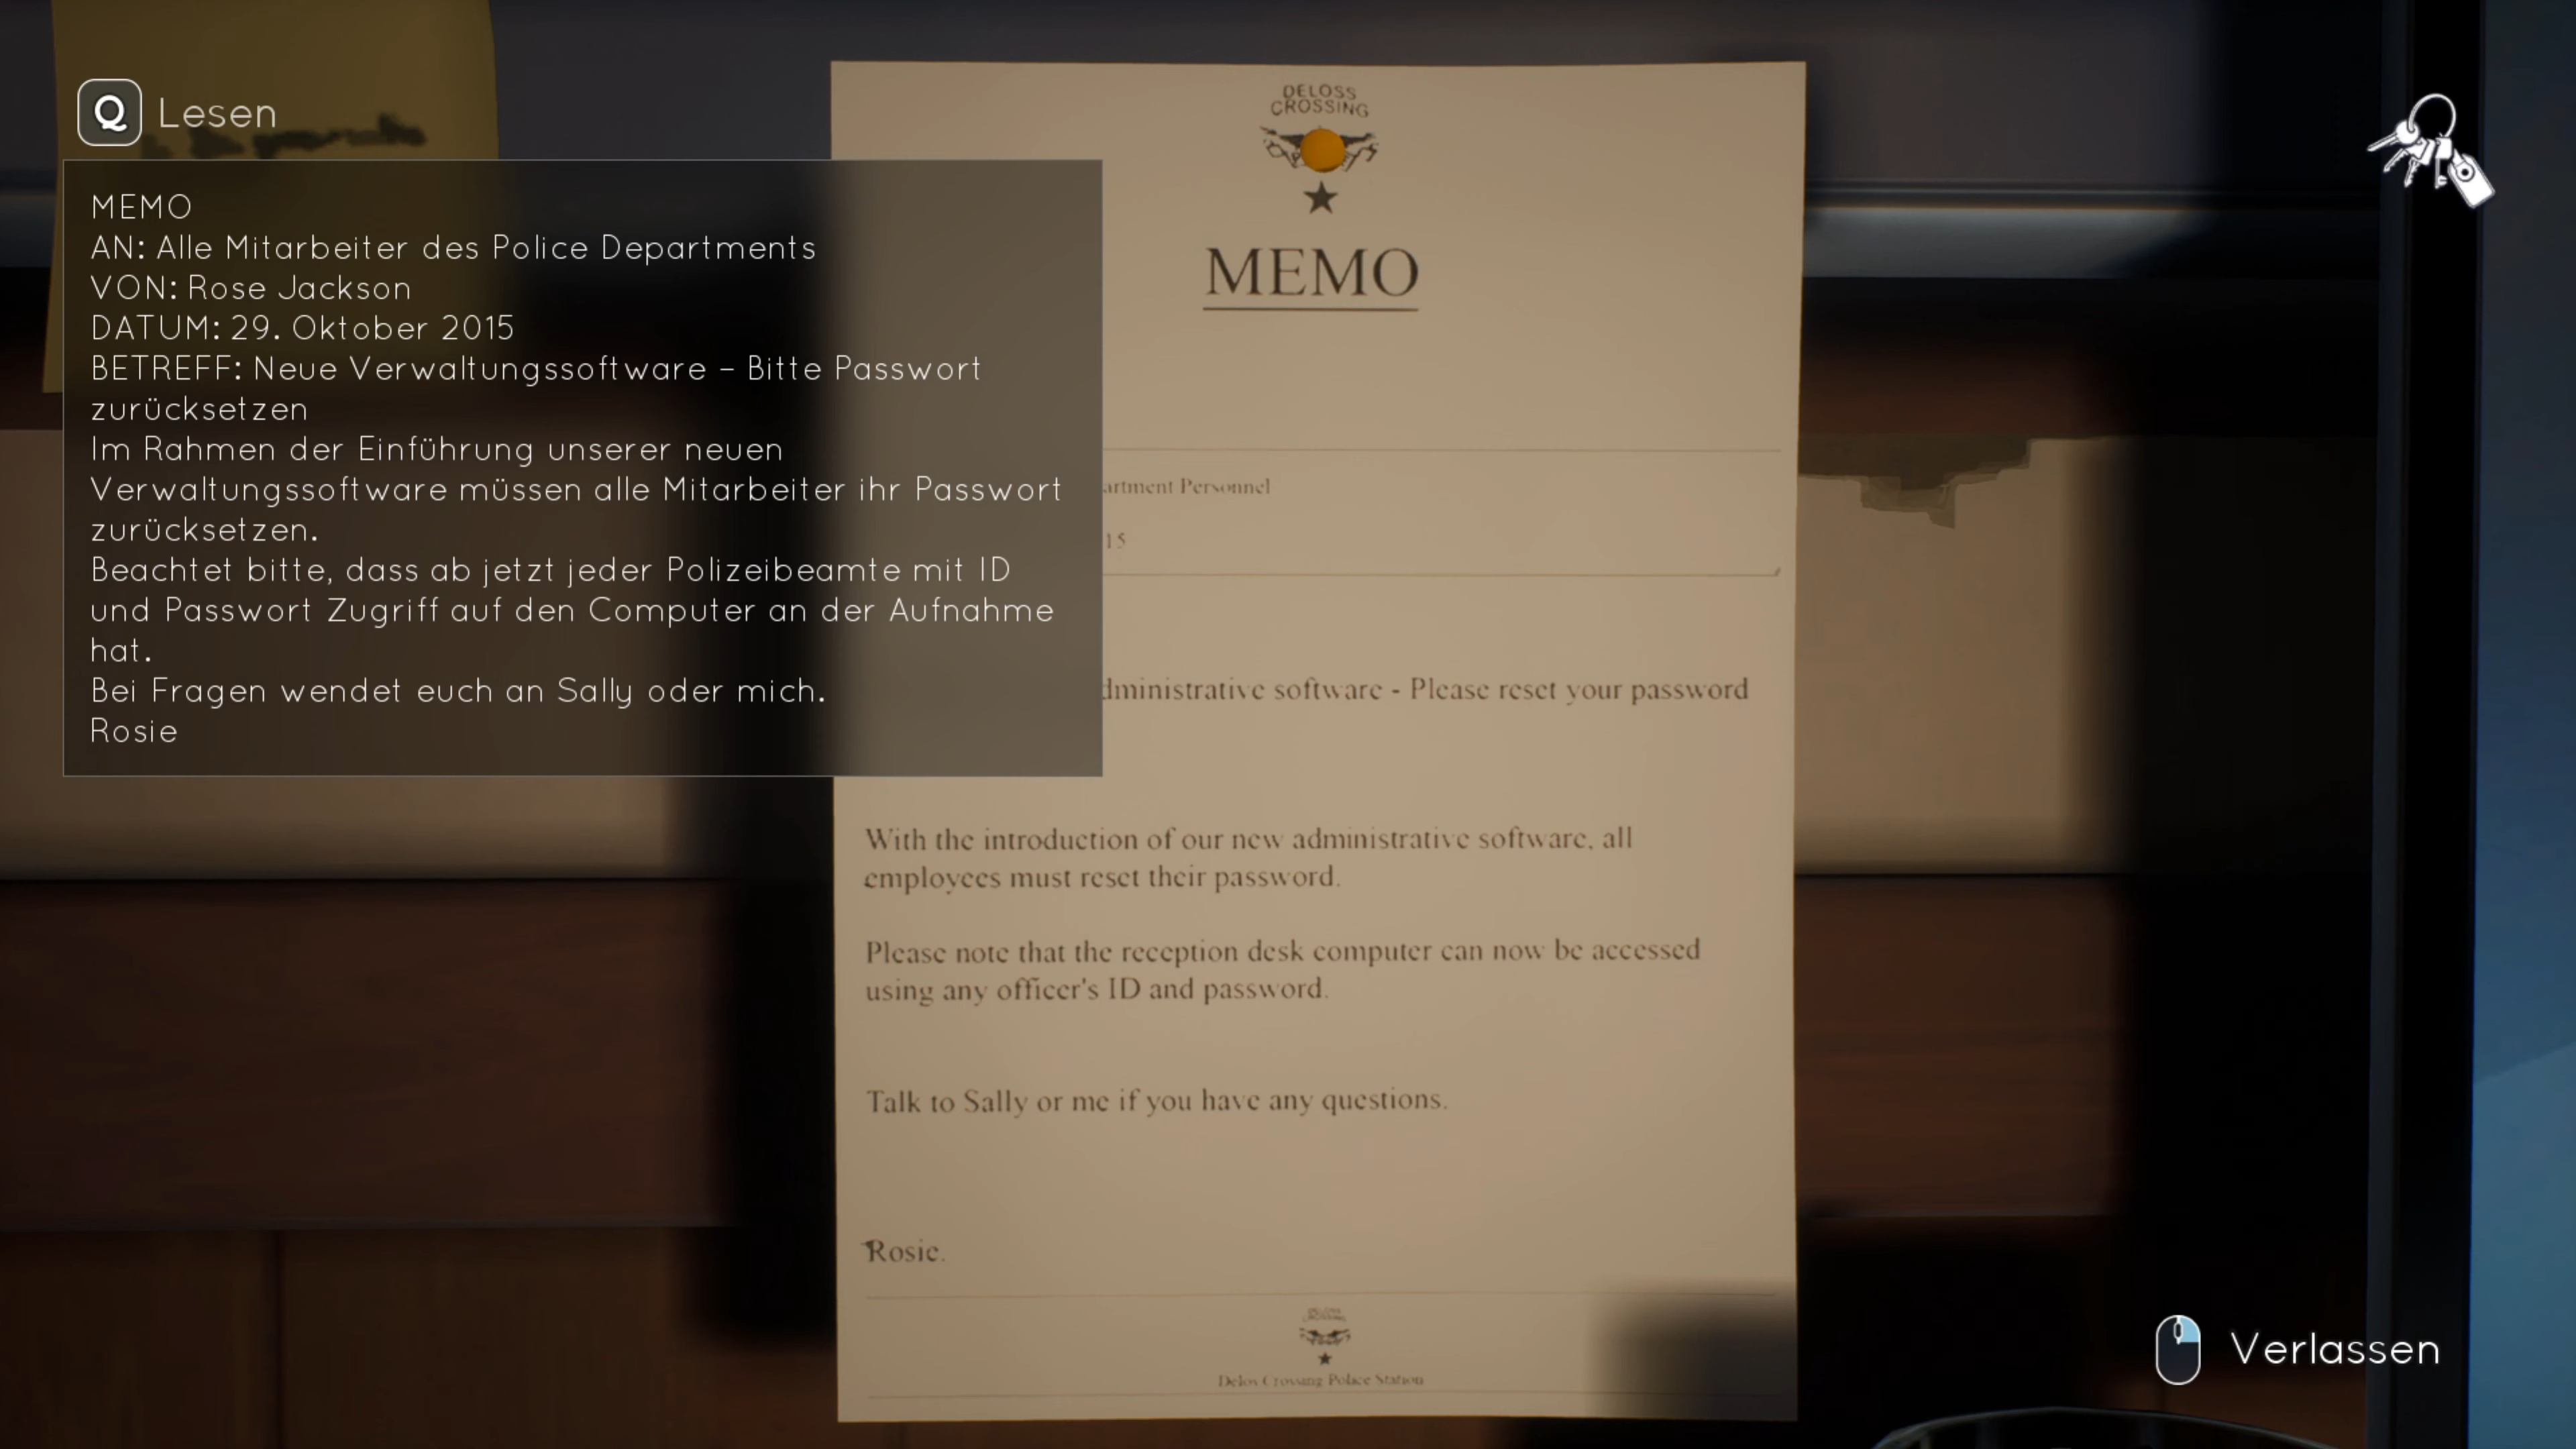 Q Lesen
MEMO
AN: Alle Mitarbeiter des Police Departments
VON: Rose Jackson
DATUM: 29. Oktober 2015
BETREFF: Neue Verwaltungssoftware – Bitte Passwort
zurücksetzen
Im Rahmen der Einführung unserer neuen
Verwaltungssoftware müssen alle Mitarbeiter ihr Passwort
zurücksetzen.
Beachtet bitte, dass ab jetzt jeder Polizeibeamte mit ID
und Passwort Zugriff auf den Computer an der Aufnahme
hat.
Bei Fragen wendet euch an Sally oder mich.
Rosie
DELOSS
CROSSING
MEMO
artment Personnel
15
dministrative software - Please reset your password
With the introduction of our new administrative software, all
employees must reset their password.
Please note that the reception desk computer can now be accessed
using any officer's ID and password.
Talk to Sally or me if you have any questions.
Rosie.
Delos Crossing Police Station
Verlassen